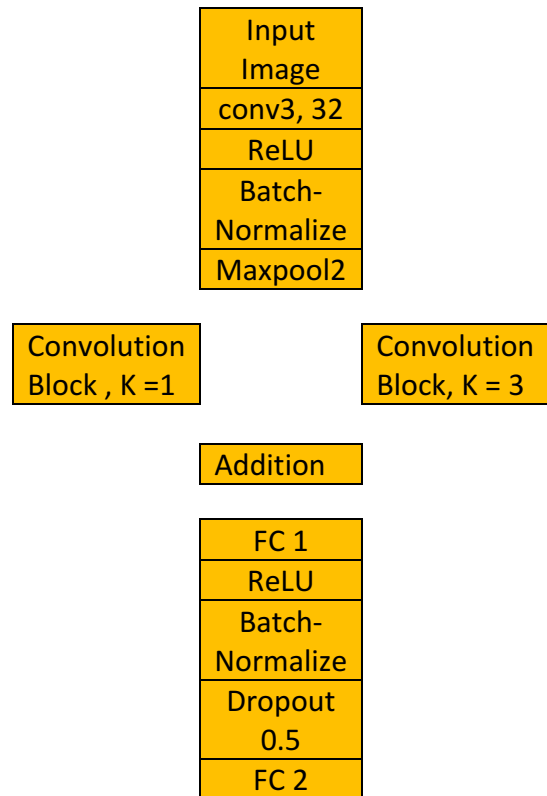 Input
Image
conv3, 32
ReLU
Batch-
Normalize
Maxpool2
Convolution
Block , K =1
Convolution
Block, K = 3
Addition
FC 1
ReLU
Batch-
Normalize
Dropout
0.5
FC 2